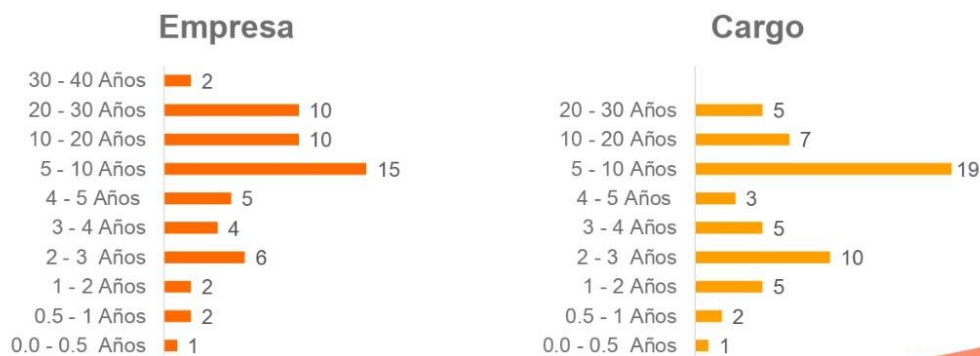 Empresa
30 - 40 Años 2
20 - 30 Años 10
10 - 20 Años 10
5 - 10 Años 15
4 - 5 Años 5
3 - 4 Años 4
2 - 3 Años 6
1 - 2 Años 2
0.5 - 1 Años 2
0.0 - 0.5 Años 1
Cargo
20 - 30 Años 5
10 - 20 Años 7
5 - 10 Años 19
4 - 5 Años 3
3 - 4 Años 5
2 - 3 Años 10
1 - 2 Años 5
0.5 - 1 Años 2
0.0 - 0.5 Años 1